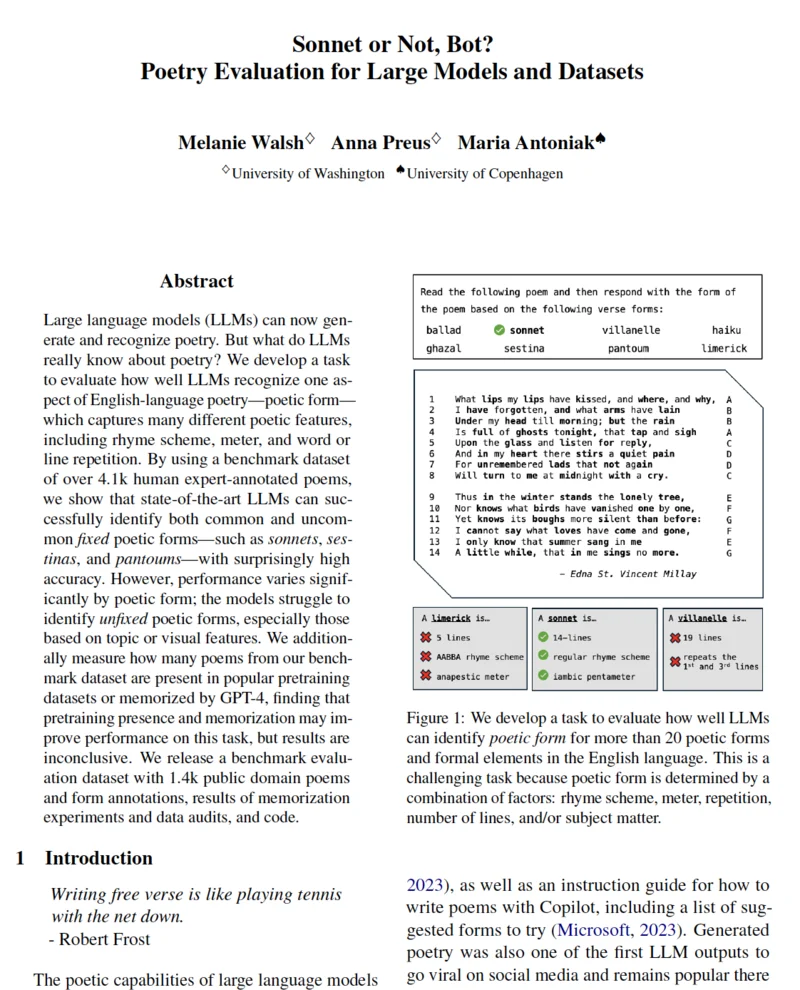 Sonnet or Not, Bot?
Poetry Evaluation for Large Models and Datasets
Melanie Walsh♢ Anna Preus♢ Maria Antoniak♠
♢University of Washington ♠University of Copenhagen
Abstract
Large language models (LLMs) can now gen-
erate and recognize poetry. But what do LLMs
really know about poetry? We develop a task
to evaluate how well LLMs recognize one as-
pect of English-language poetry—poetic form—
which captures many different poetic features,
including rhyme scheme, meter, and word or
line repetition. By using a benchmark dataset
of over 4.1k human expert-annotated poems,
we show that state-of-the-art LLMs can suc-
cessfully identify both common and uncom-
mon fixed poetic forms—such as sonnets, ses-
tinas, and pantoums—with surprisingly high
accuracy. However, performance varies signif-
icantly by poetic form; the models struggle to
identify unfixed poetic forms, especially those
based on topic or visual features. We addition-
ally measure how many poems from our bench-
mark dataset are present in popular pretraining
datasets or memorized by GPT-4, finding that
pretraining presence and memorization may im-
prove performance on this task, but results are
inconclusive. We release a benchmark evalu-
ation dataset with 1.4k public domain poems
and form annotations, results of memorization
experiments and data audits, and code.
1 Introduction
Writing free verse is like playing tennis
with the net down.
- Robert Frost
The poetic capabilities of large language models
Read the following poem and then respond with the form of
the poem based on the following verse forms:
ballad sonnet villanelle haiku
ghazal sestina pantoum limerick
1 What lips my lips have kissed, and where, and why, A
2 I have forgotten, and what arms have lain B
3 Under my head till morning; but the rain B
4 Is full of ghosts tonight, that tap and sigh A
5 Upon the glass and listen for reply, C
6 And in my heart there stirs a quiet pain D
7 For unremembered lads that not again D
8 Will turn to me at midnight with a cry. C
9 Thus in the winter stands the lonely tree, E
10 Nor knows what birds have vanished one by one, F
11 Yet knows its boughs more silent than before: G
12 I cannot say what loves have come and gone, F
13 I only know that summer sang in me E
14 A little while, that in me sings no more. G
– Edna St. Vincent Millay
A limerick is…
5 lines
AABBA rhyme scheme
anapestic meter
A sonnet is…
14-lines
regular rhyme scheme
iambic pentameter
A villanelle is…
19 lines
repeats the
1st and 3rd lines
Figure 1: We develop a task to evaluate how well LLMs
can identify poetic form for more than 20 poetic forms
and formal elements in the English language. This is a
challenging task because poetic form is determined by a
combination of factors: rhyme scheme, meter, repetition,
number of lines, and/or subject matter.
2023), as well as an instruction guide for how to
write poems with Copilot, including a list of sug-
gested forms to try (Microsoft, 2023). Generated
poetry was also one of the first LLM outputs to
go viral on social media and remains popular there